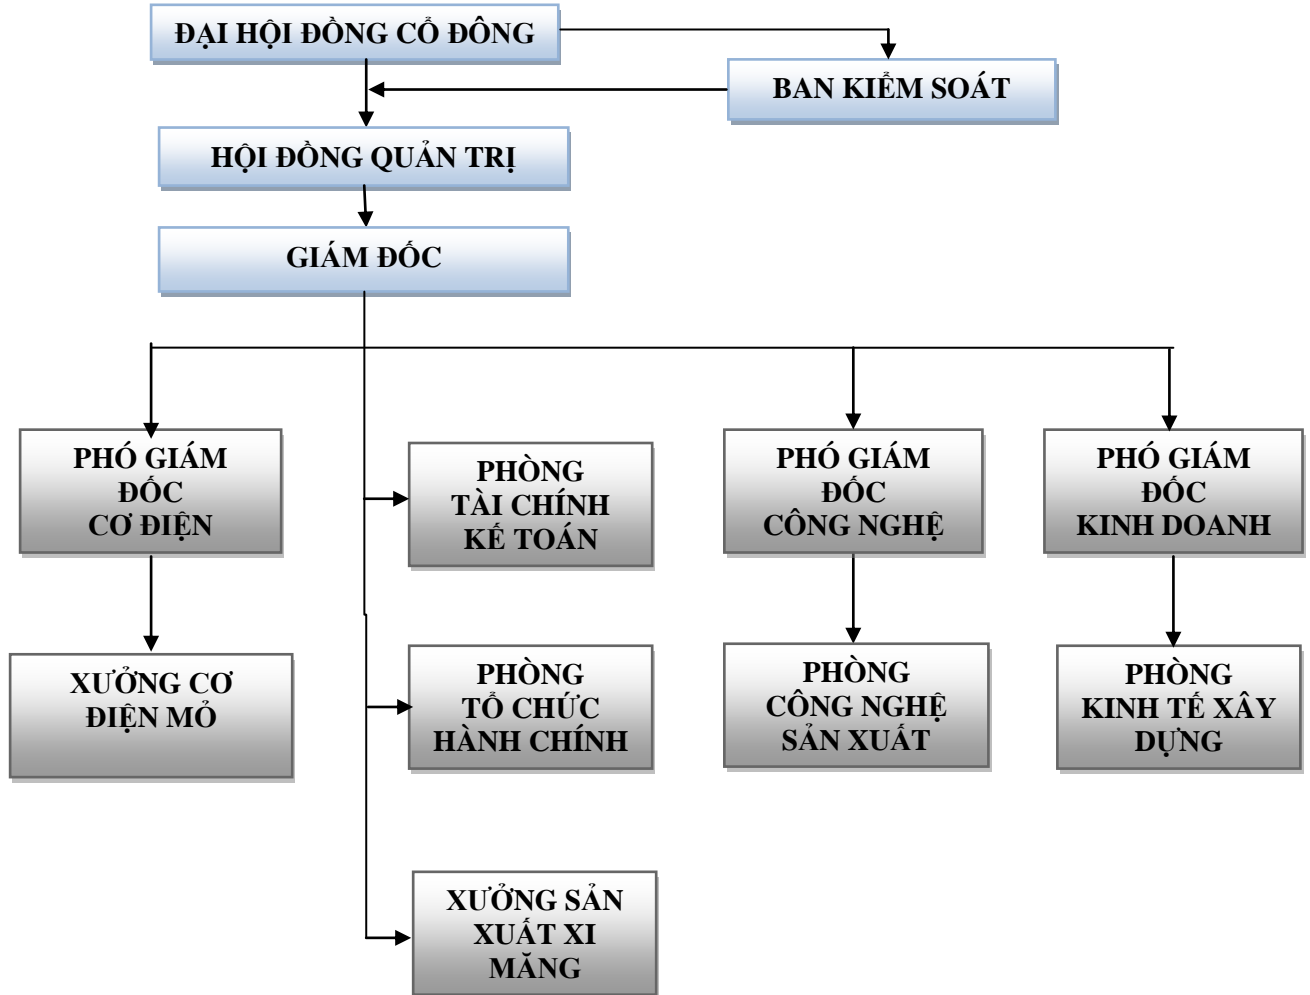 ĐẠI HỘI ĐỒNG CỔ ĐÔNG
BAN KIỂM SOÁT
HỘI ĐỒNG QUẢN TRỊ
GIÁM ĐỐC
PHÓ GIÁM
ĐỐC
CƠ ĐIỆN
PHÒNG
TÀI CHÍNH
KẾ TOÁN
PHÓ GIÁM
ĐỐC
CÔNG NGHỆ
PHÓ GIÁM
ĐỐC
KINH DOANH
XƯỞNG CƠ
ĐIỆN MỎ
PHÒNG
TỔ CHỨC
HÀNH CHÍNH
PHÒNG
CÔNG NGHỆ
SẢN XUẤT
PHÒNG
KINH TẾ XÂY
DỰNG
XƯỞNG SẢN
XUẤT XI
MĂNG